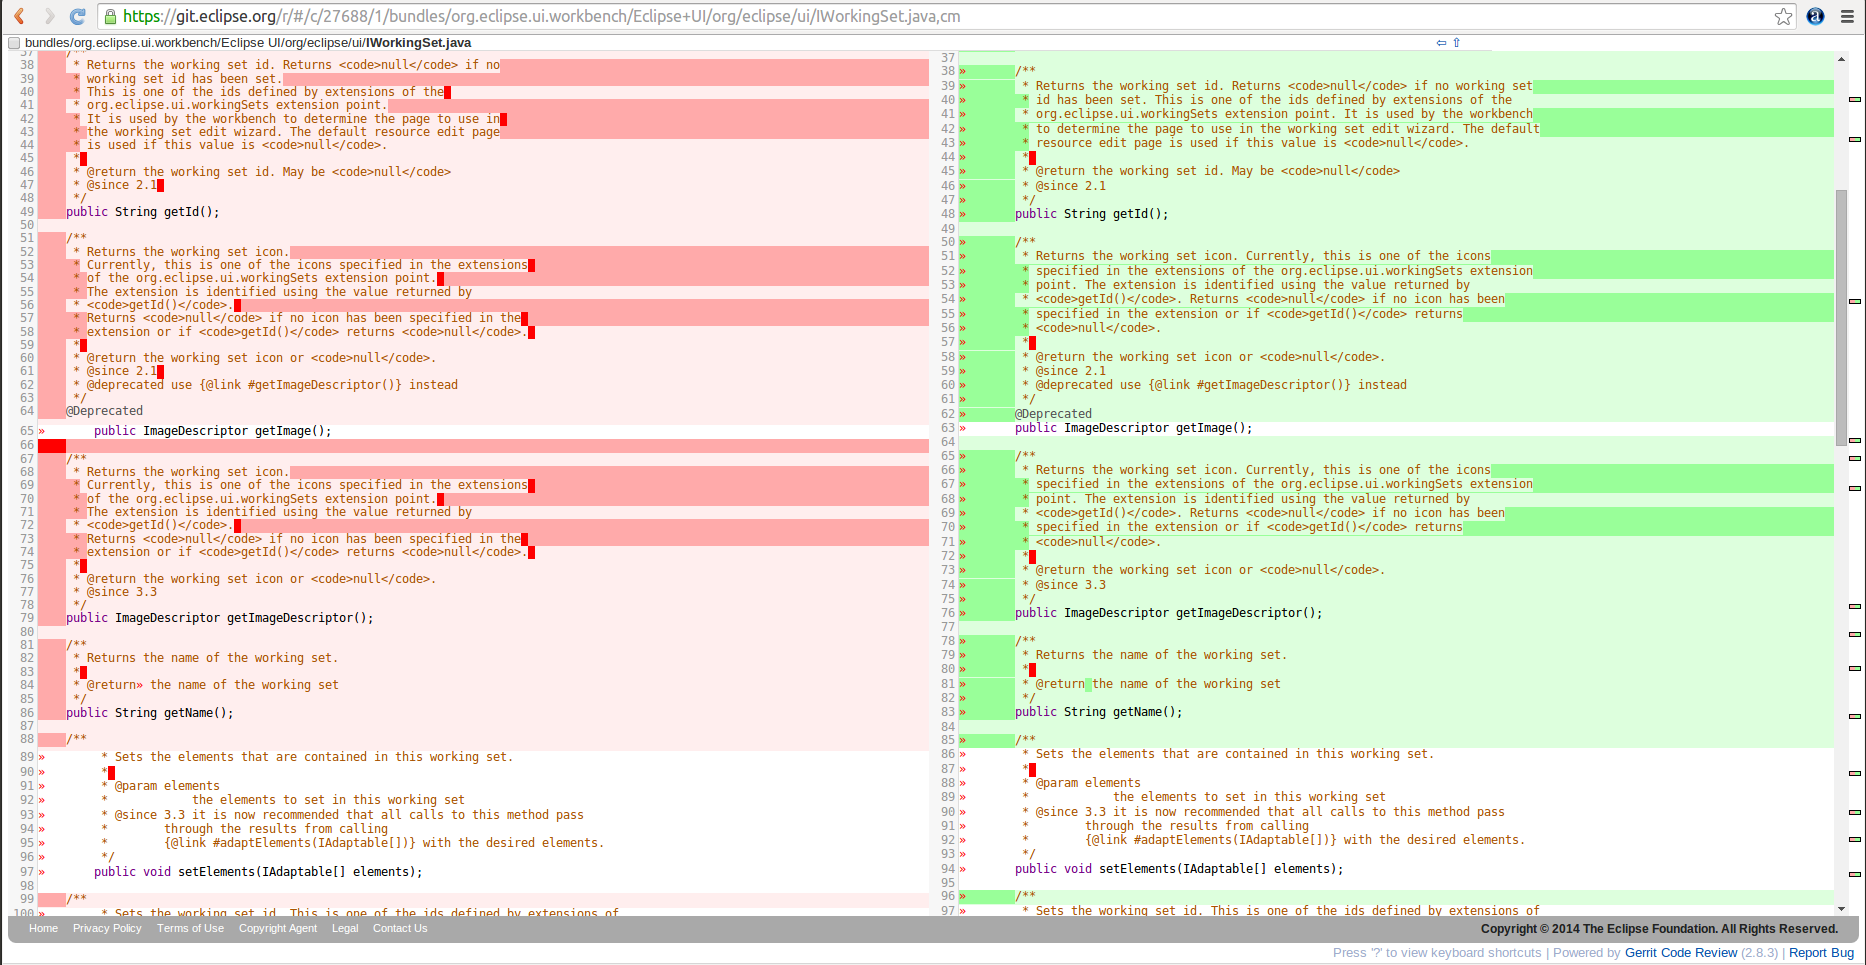 https://git.eclipse.org/r/#/c/27688/1/bundles/org.eclipse.ui.workbench/Eclipse+UI/org/eclipse/ui/IWorkingSet.java,cm
bundles/org.eclipse.ui.workbench/Eclipse UI/org/eclipse/ui/IWorkingSet.java
⇦ ⇧
37 /**
38 * Returns the working set id. Returns <code>null</code> if no
39 * working set id has been set.
40 * This is one of the ids defined by extensions of the
41 * org.eclipse.ui.workingSets extension point.
42 * It is used by the workbench to determine the page to use in
43 * the working set edit wizard. The default resource edit page
44 * is used if this value is <code>null</code>.
45 *
46 * @return the working set id. May be <code>null</code>
47 * @since 2.1
48 */
49 public String getId();
50
51 /**
52 * Returns the working set icon.
53 * Currently, this is one of the icons specified in the extensions
54 * of the org.eclipse.ui.workingSets extension point.
55 * The extension is identified using the value returned by
56 * <code>getId()</code>.
57 * Returns <code>null</code> if no icon has been specified in the
58 * extension or if <code>getId()</code> returns <code>null</code>.
59 *
60 * @return the working set icon or <code>null</code>.
61 * @since 2.1
62 * @deprecated use {@link #getImageDescriptor()} instead
63 */
64 @Deprecated
65 » public ImageDescriptor getImage();
66
67 /**
68 * Returns the working set icon.
69 * Currently, this is one of the icons specified in the extensions
70 * of the org.eclipse.ui.workingSets extension point.
71 * The extension is identified using the value returned by
72 * <code>getId()</code>.
73 * Returns <code>null</code> if no icon has been specified in the
74 * extension or if <code>getId()</code> returns <code>null</code>.
75 *
76 * @return the working set icon or <code>null</code>.
77 * @since 3.3
78 */
79 public ImageDescriptor getImageDescriptor();
80
81 /**
82 * Returns the name of the working set.
83 *
84 * @return» the name of the working set
85 */
86 public String getName();
87
88 /**
89 » * Sets the elements that are contained in this working set.
90 » *
91 » * @param elements
92 » * the elements to set in this working set
93 » * @since 3.3 it is now recommended that all calls to this method pass
94 » * through the results from calling
95 » * {@link #adaptElements(IAdaptable[])} with the desired elements.
96 » */
97 » public void setElements(IAdaptable[] elements);
98
99 /**
100 » * Sets the working set id. This is one of the ids defined by extensions of
37
38 » /**
39 » * Returns the working set id. Returns <code>null</code> if no working set
40 » * id has been set. This is one of the ids defined by extensions of the
41 » * org.eclipse.ui.workingSets extension point. It is used by the workbench
42 » * to determine the page to use in the working set edit wizard. The default
43 » * resource edit page is used if this value is <code>null</code>.
44 » *
45 » * @return the working set id. May be <code>null</code>
46 » * @since 2.1
47 » */
48 » public String getId();
49
50 » /**
51 » * Returns the working set icon. Currently, this is one of the icons
52 » * specified in the extensions of the org.eclipse.ui.workingSets extension
53 » * point. The extension is identified using the value returned by
54 » * <code>getId()</code>. Returns <code>null</code> if no icon has been
55 » * specified in the extension or if <code>getId()</code> returns
56 » * <code>null</code>.
57 » *
58 » * @return the working set icon or <code>null</code>.
59 » * @since 2.1
60 » * @deprecated use {@link #getImageDescriptor()} instead
61 » */
62 » @Deprecated
63 » public ImageDescriptor getImage();
64
65 » /**
66 » * Returns the working set icon. Currently, this is one of the icons
67 » * specified in the extensions of the org.eclipse.ui.workingSets extension
68 » * point. The extension is identified using the value returned by
69 » * <code>getId()</code>. Returns <code>null</code> if no icon has been
70 » * specified in the extension or if <code>getId()</code> returns
71 » * <code>null</code>.
72 » *
73 » * @return the working set icon or <code>null</code>.
74 » * @since 3.3
75 » */
76 » public ImageDescriptor getImageDescriptor();
77
78 » /**
79 » * Returns the name of the working set.
80 » *
81 » * @return the name of the working set
82 » */
83 » public String getName();
84
85 » /**
86 » * Sets the elements that are contained in this working set.
87 » *
88 » * @param elements
89 » * the elements to set in this working set
90 » * @since 3.3 it is now recommended that all calls to this method pass
91 » * through the results from calling
92 » * {@link #adaptElements(IAdaptable[])} with the desired elements.
93 » */
94 » public void setElements(IAdaptable[] elements);
95
96 » /**
97 » * Sets the working set id. This is one of the ids defined by extensions of
Home Privacy Policy Terms of Use Copyright Agent Legal Contact Us
Copyright © 2014 The Eclipse Foundation. All Rights Reserved.
Press '?' to view keyboard shortcuts | Powered by Gerrit Code Review (2.8.3) | Report Bug